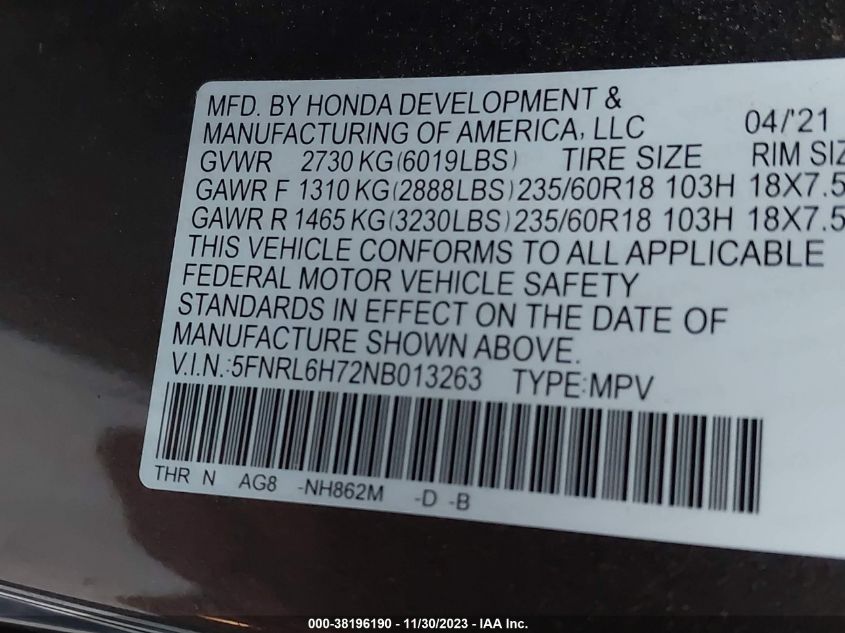 MFD. BY HONDA DEVELOPMENT &
MANUFACTURING OF AMERICA, LLC 04/'21
GVWR 2730 KG(6019LBS) TIRE SIZE RIM SIZ
GAWR F 1310 KG(2888LBS) 235/60R18 103H 18X7.5
GAWR R 1465 KG(3230LBS) 235/60R18 103H 18X7.5
THIS VEHICLE CONFORMS TO ALL APPLICABLE
FEDERAL MOTOR VEHICLE SAFETY
STANDARDS IN EFFECT ON THE DATE OF
MANUFACTURE SHOWN ABOVE.
V.I.N.:5FNRL6H72NB013263 TYPE:MPV
THR N AG8 -NH862M -D -B
000-38196190 - 11/30/2023 - IAA Inc.